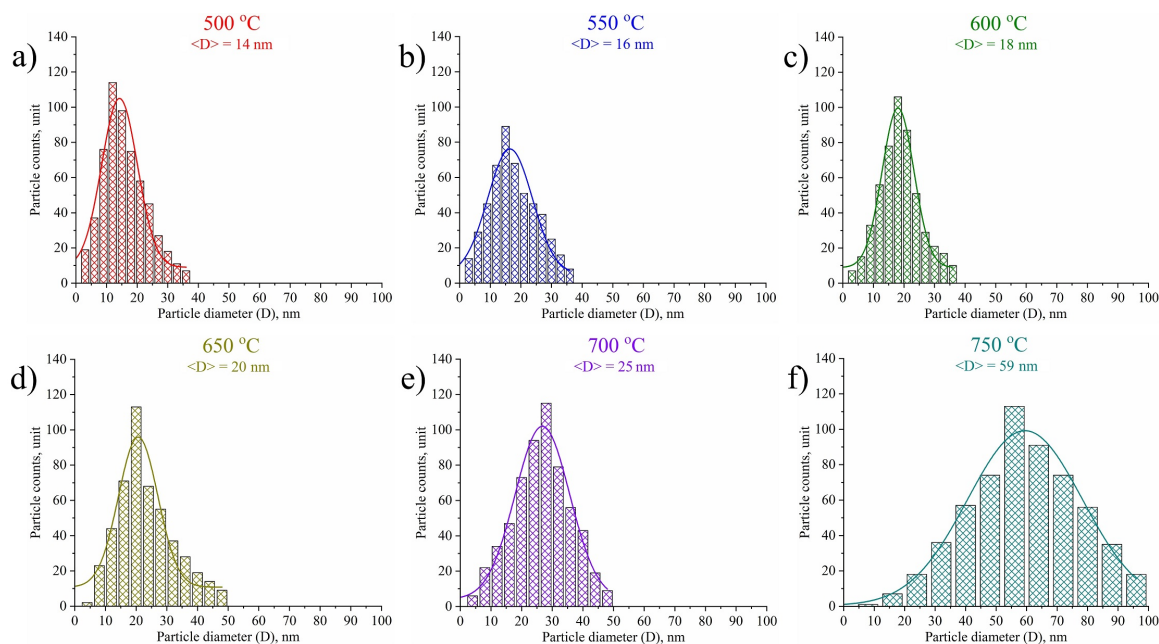 a)
500 °C
<D> = 14 nm
140
120
100
80
60
40
20
0
Particle counts, unit
0 10 20 30 40 50 60 70 80 90 100
Particle diameter (D), nm
b)
550 °C
<D> = 16 nm
140
120
100
80
60
40
20
0
Particle counts, unit
0 10 20 30 40 50 60 70 80 90 100
Particle diameter (D), nm
c)
600 °C
<D> = 18 nm
140
120
100
80
60
40
20
0
Particle counts, unit
0 10 20 30 40 50 60 70 80 90 100
Particle diameter (D), nm
d)
650 °C
<D> = 20 nm
140
120
100
80
60
40
20
0
Particle counts, unit
0 10 20 30 40 50 60 70 80 90 100
Particle diameter (D), nm
e)
700 °C
<D> = 25 nm
140
120
100
80
60
40
20
0
Particle counts, unit
0 10 20 30 40 50 60 70 80 90 100
Particle diameter (D), nm
f)
750 °C
<D> = 59 nm
140
120
100
80
60
40
20
0
Particle counts, unit
0 10 20 30 40 50 60 70 80 90 100
Particle diameter (D), nm